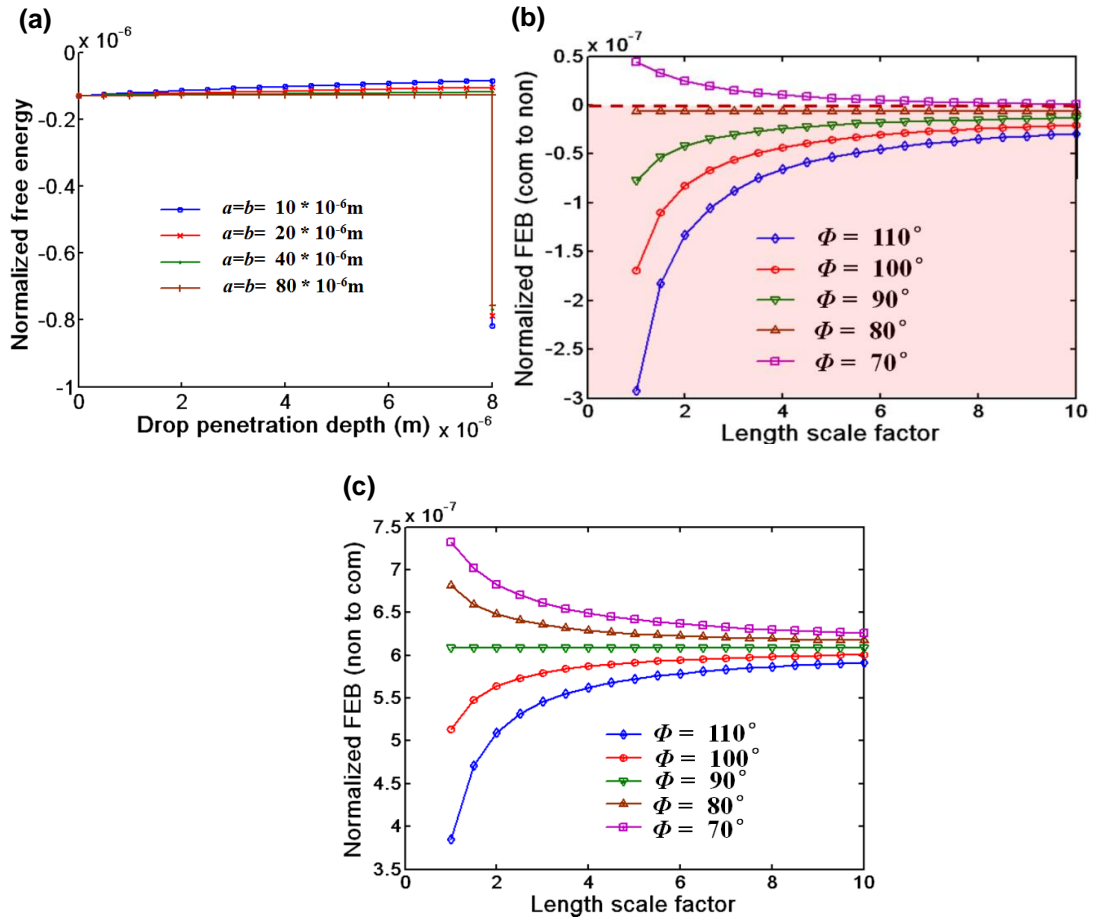 (a)
× 10⁻⁶
0
-0.2
-0.4
-0.6
-0.8
-1
Normalized free energy
a=b= 10 * 10⁻⁶m
a=b= 20 * 10⁻⁶m
a=b= 40 * 10⁻⁶m
a=b= 80 * 10⁻⁶m
0 2 4 6 8
Drop penetration depth (m) × 10⁻⁶
(b)
× 10⁻⁷
0.5
0
-0.5
-1
-1.5
-2
-2.5
-3
Normalized FEB (com to non)
Φ = 110°
Φ = 100°
Φ = 90°
Φ = 80°
Φ = 70°
0 2 4 6 8 10
Length scale factor
(c)
× 10⁻⁷
7.5
7
6.5
6
5.5
5
4.5
4
3.5
Normalized FEB (non to com)
Φ = 110°
Φ = 100°
Φ = 90°
Φ = 80°
Φ = 70°
0 2 4 6 8 10
Length scale factor